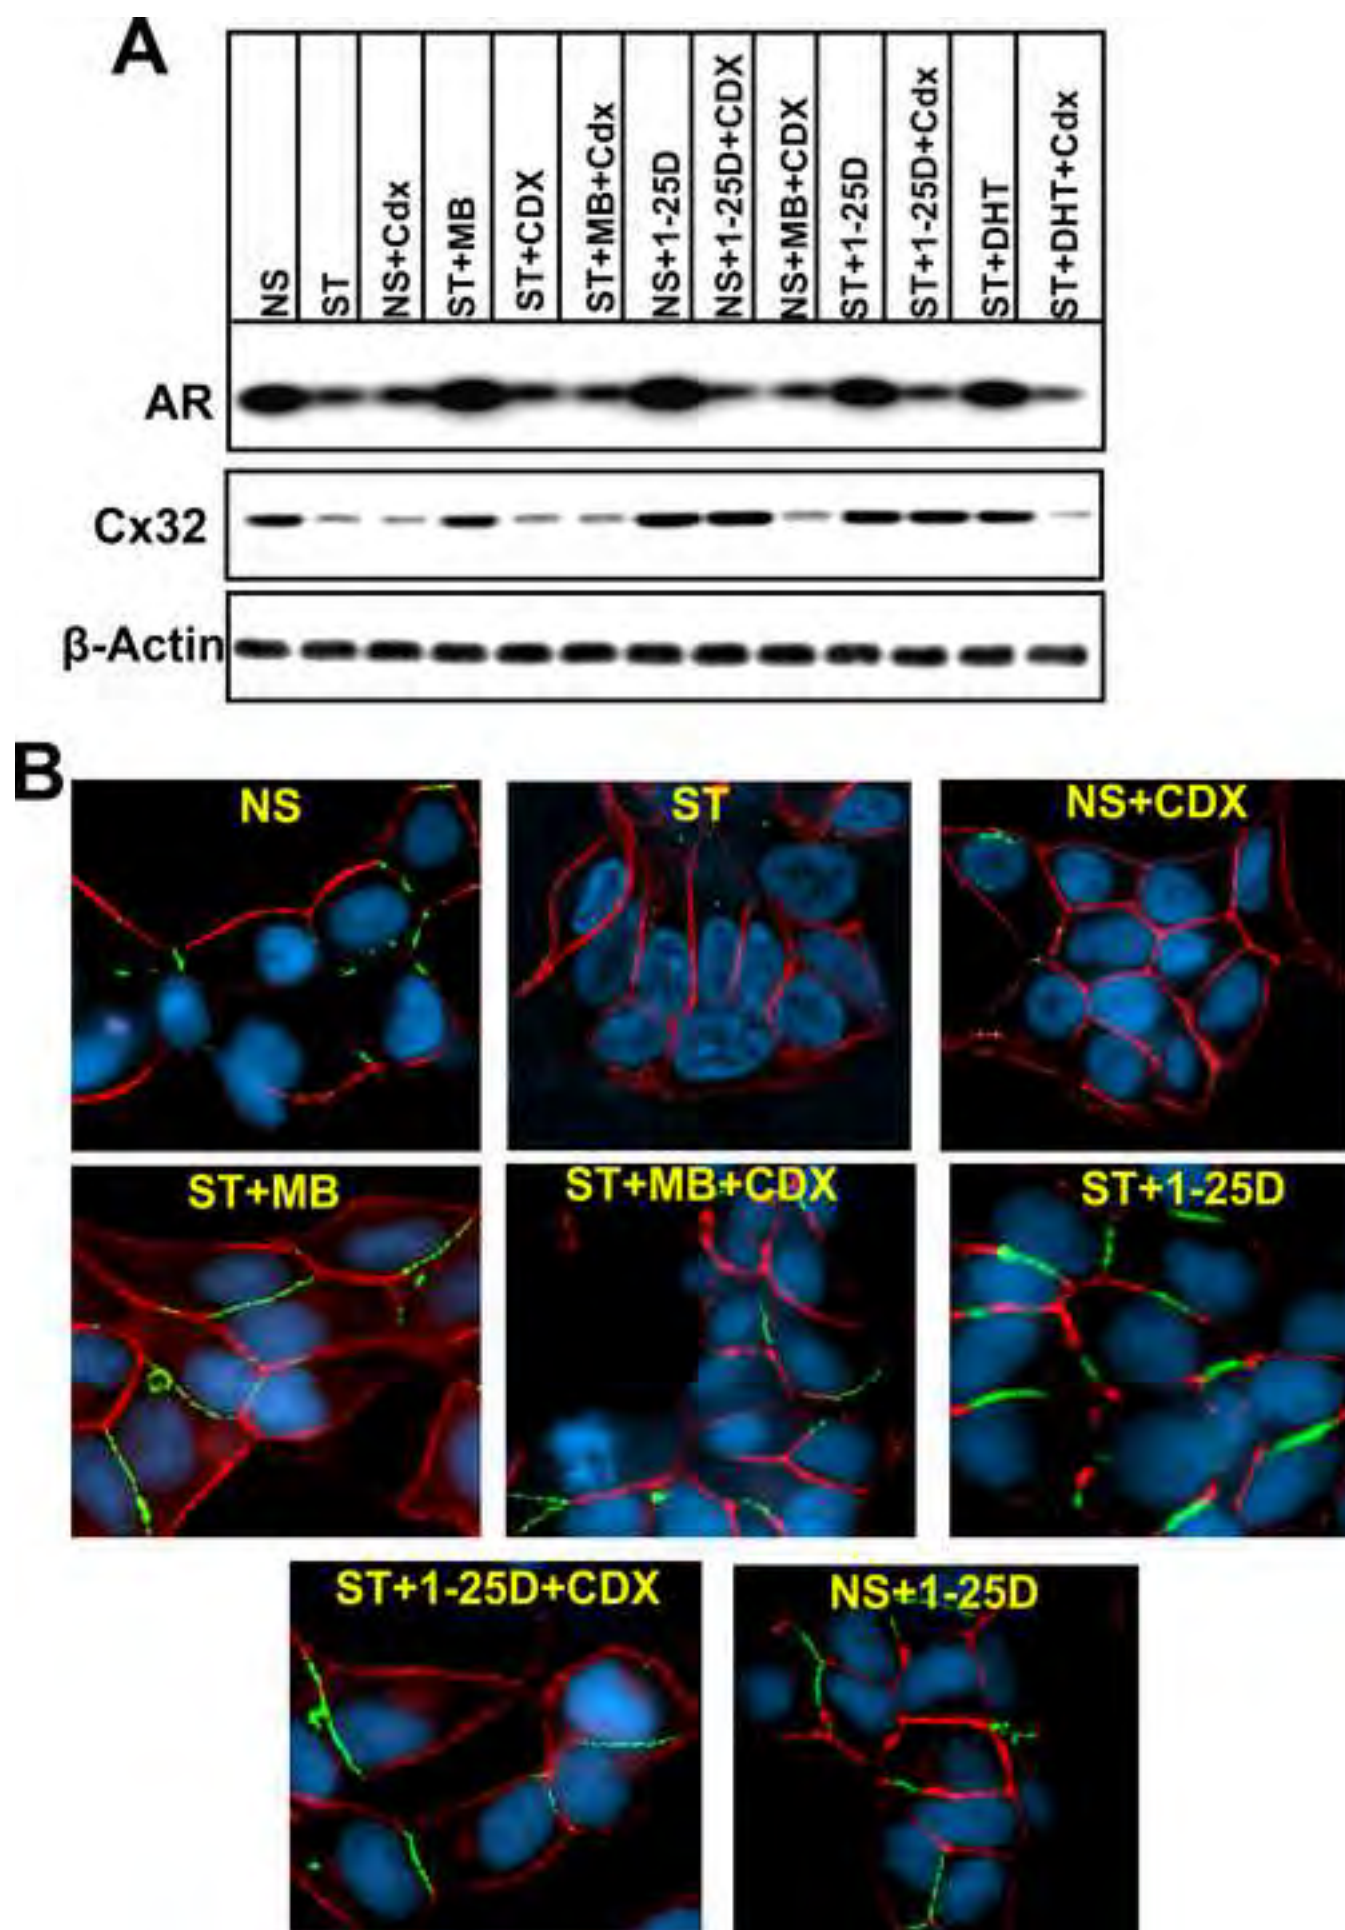 A
NS
ST
NS+Cdx
ST+MB
ST+CDX
ST+MB+Cdx
NS+1-25D
NS+1-25D+CDX
NS+MB+CDX
ST+1-25D
ST+1-25D+Cdx
ST+DHT
ST+DHT+Cdx
AR
Cx32
β-Actin
B
NS
ST
NS+CDX
ST+MB
ST+MB+CDX
ST+1-25D
ST+1-25D+CDX
NS+1-25D